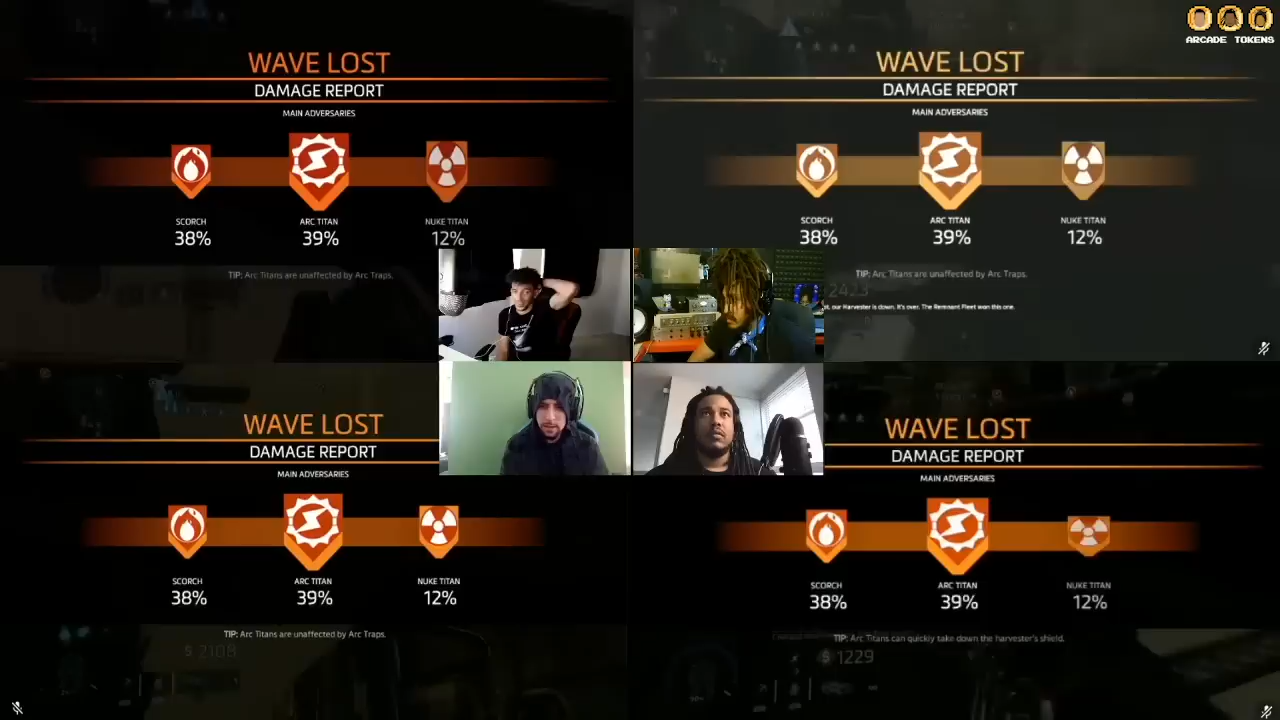 ARCADE TOKENS
WAVE LOST
DAMAGE REPORT
MAIN ADVERSARIES
SCORCH
38%
ARC TITAN
39%
NUKE TITAN
12%
TIP: Arc Titans are unaffected by Arc Traps.
WAVE LOST
DAMAGE REPORT
MAIN ADVERSARIES
SCORCH
38%
ARC TITAN
39%
NUKE TITAN
12%
TIP: Arc Titans are unaffected by Arc Traps.
2423
our Harvester is down. It's over. The Remnant Fleet won this one.
WAVE LOST
DAMAGE REPORT
MAIN ADVERSARIES
SCORCH
38%
ARC TITAN
39%
NUKE TITAN
12%
TIP: Arc Titans are unaffected by Arc Traps.
$ 2108
WAVE LOST
DAMAGE REPORT
MAIN ADVERSARIES
SCORCH
38%
ARC TITAN
39%
NUKE TITAN
12%
TIP: Arc Titans can quickly take down the harvester's shield.
$ 1229